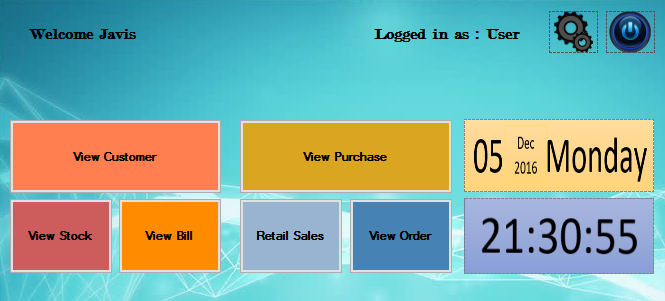 Welcome Javis
Logged in as : User
View Customer
View Purchase
05
Dec
2016
Monday
View Stock
View Bill
Retail Sales
View Order
21:30:55